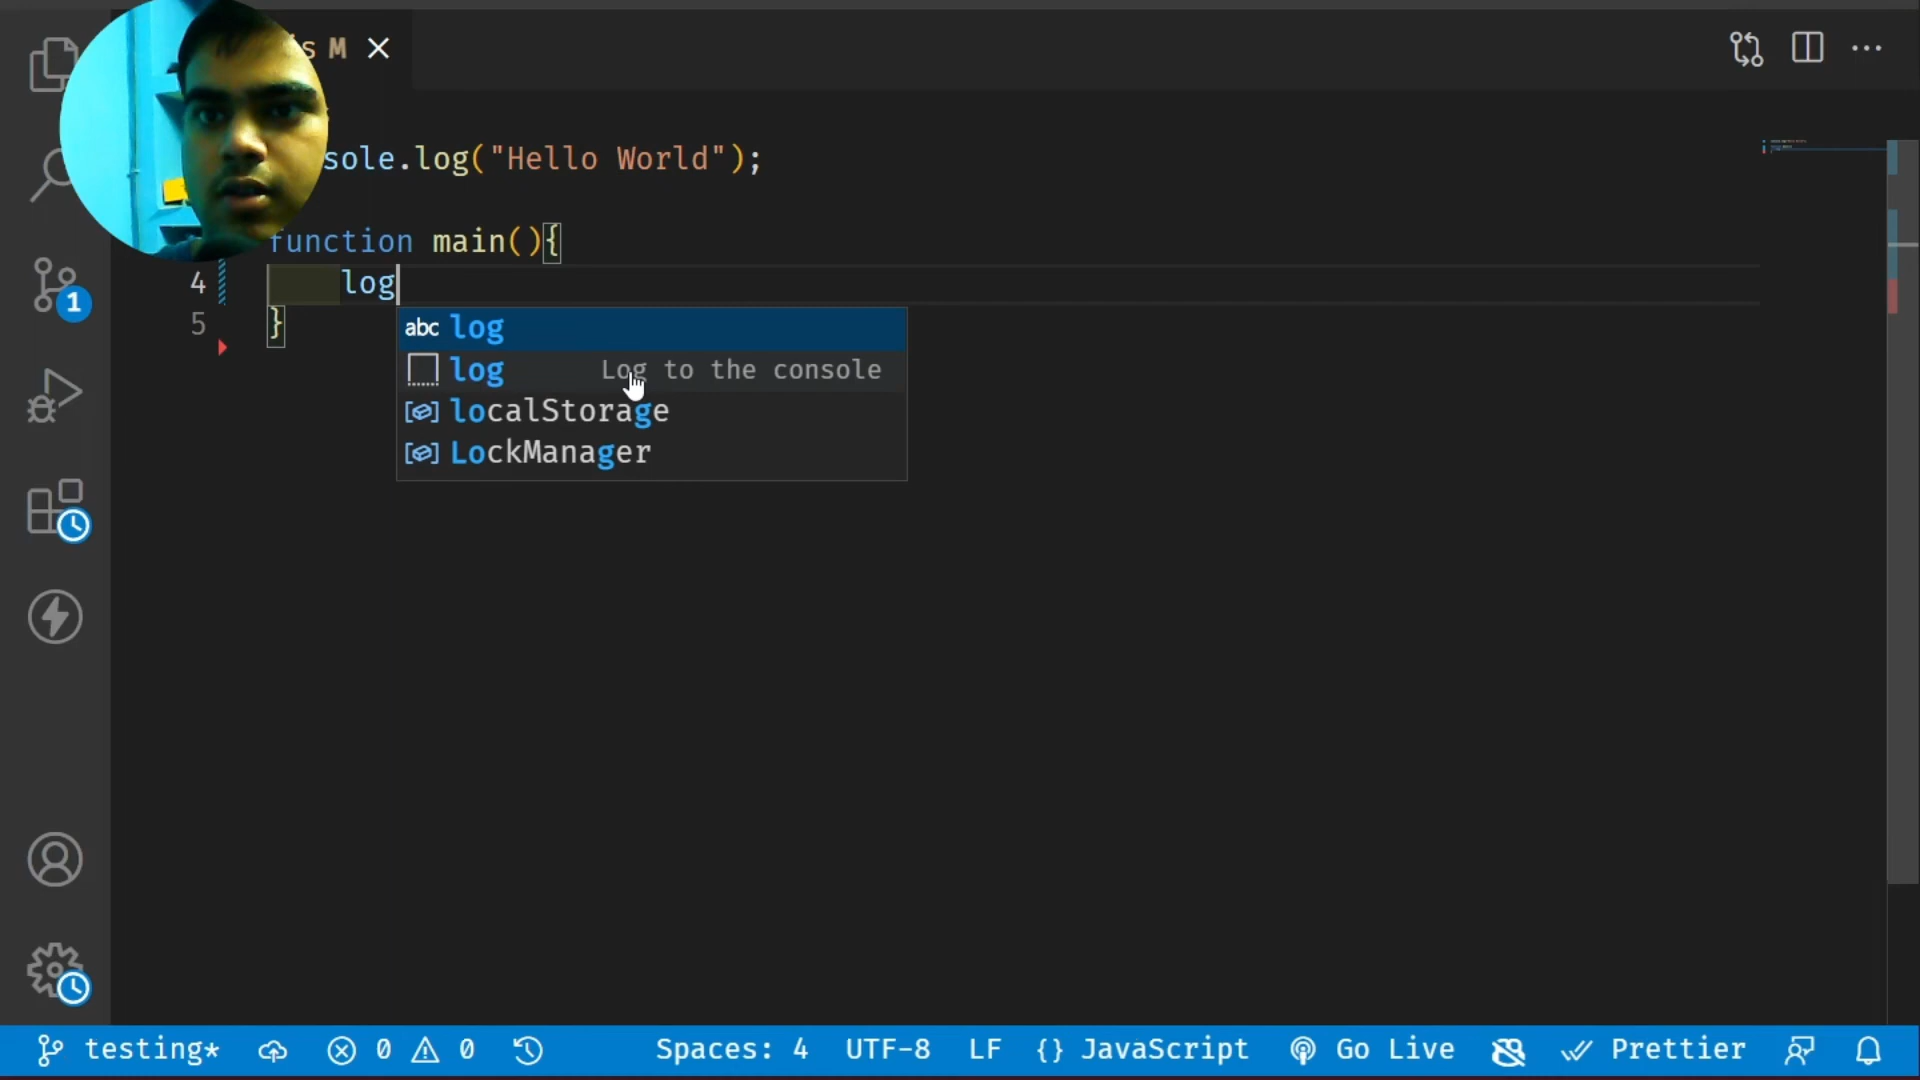 s M
sole.log("Hello World");
function main(){
4 log
5 }
abc log
log Log to the console
localStorage
LockManager
1
testing* 0 0 Spaces: 4 UTF-8 LF {} JavaScript Go Live Prettier